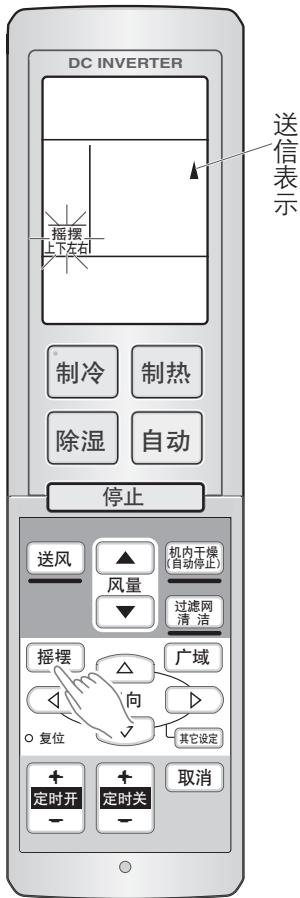 DC INVERTER
送信表示
摇摆
上下左右
制冷
制热
除湿
自动
停止
送风
风量
机内干燥
(自动停止)
过滤网
清洁
摇摆
广域
向
复位
其它设定
+
定时开
−
+
定时关
−
取消